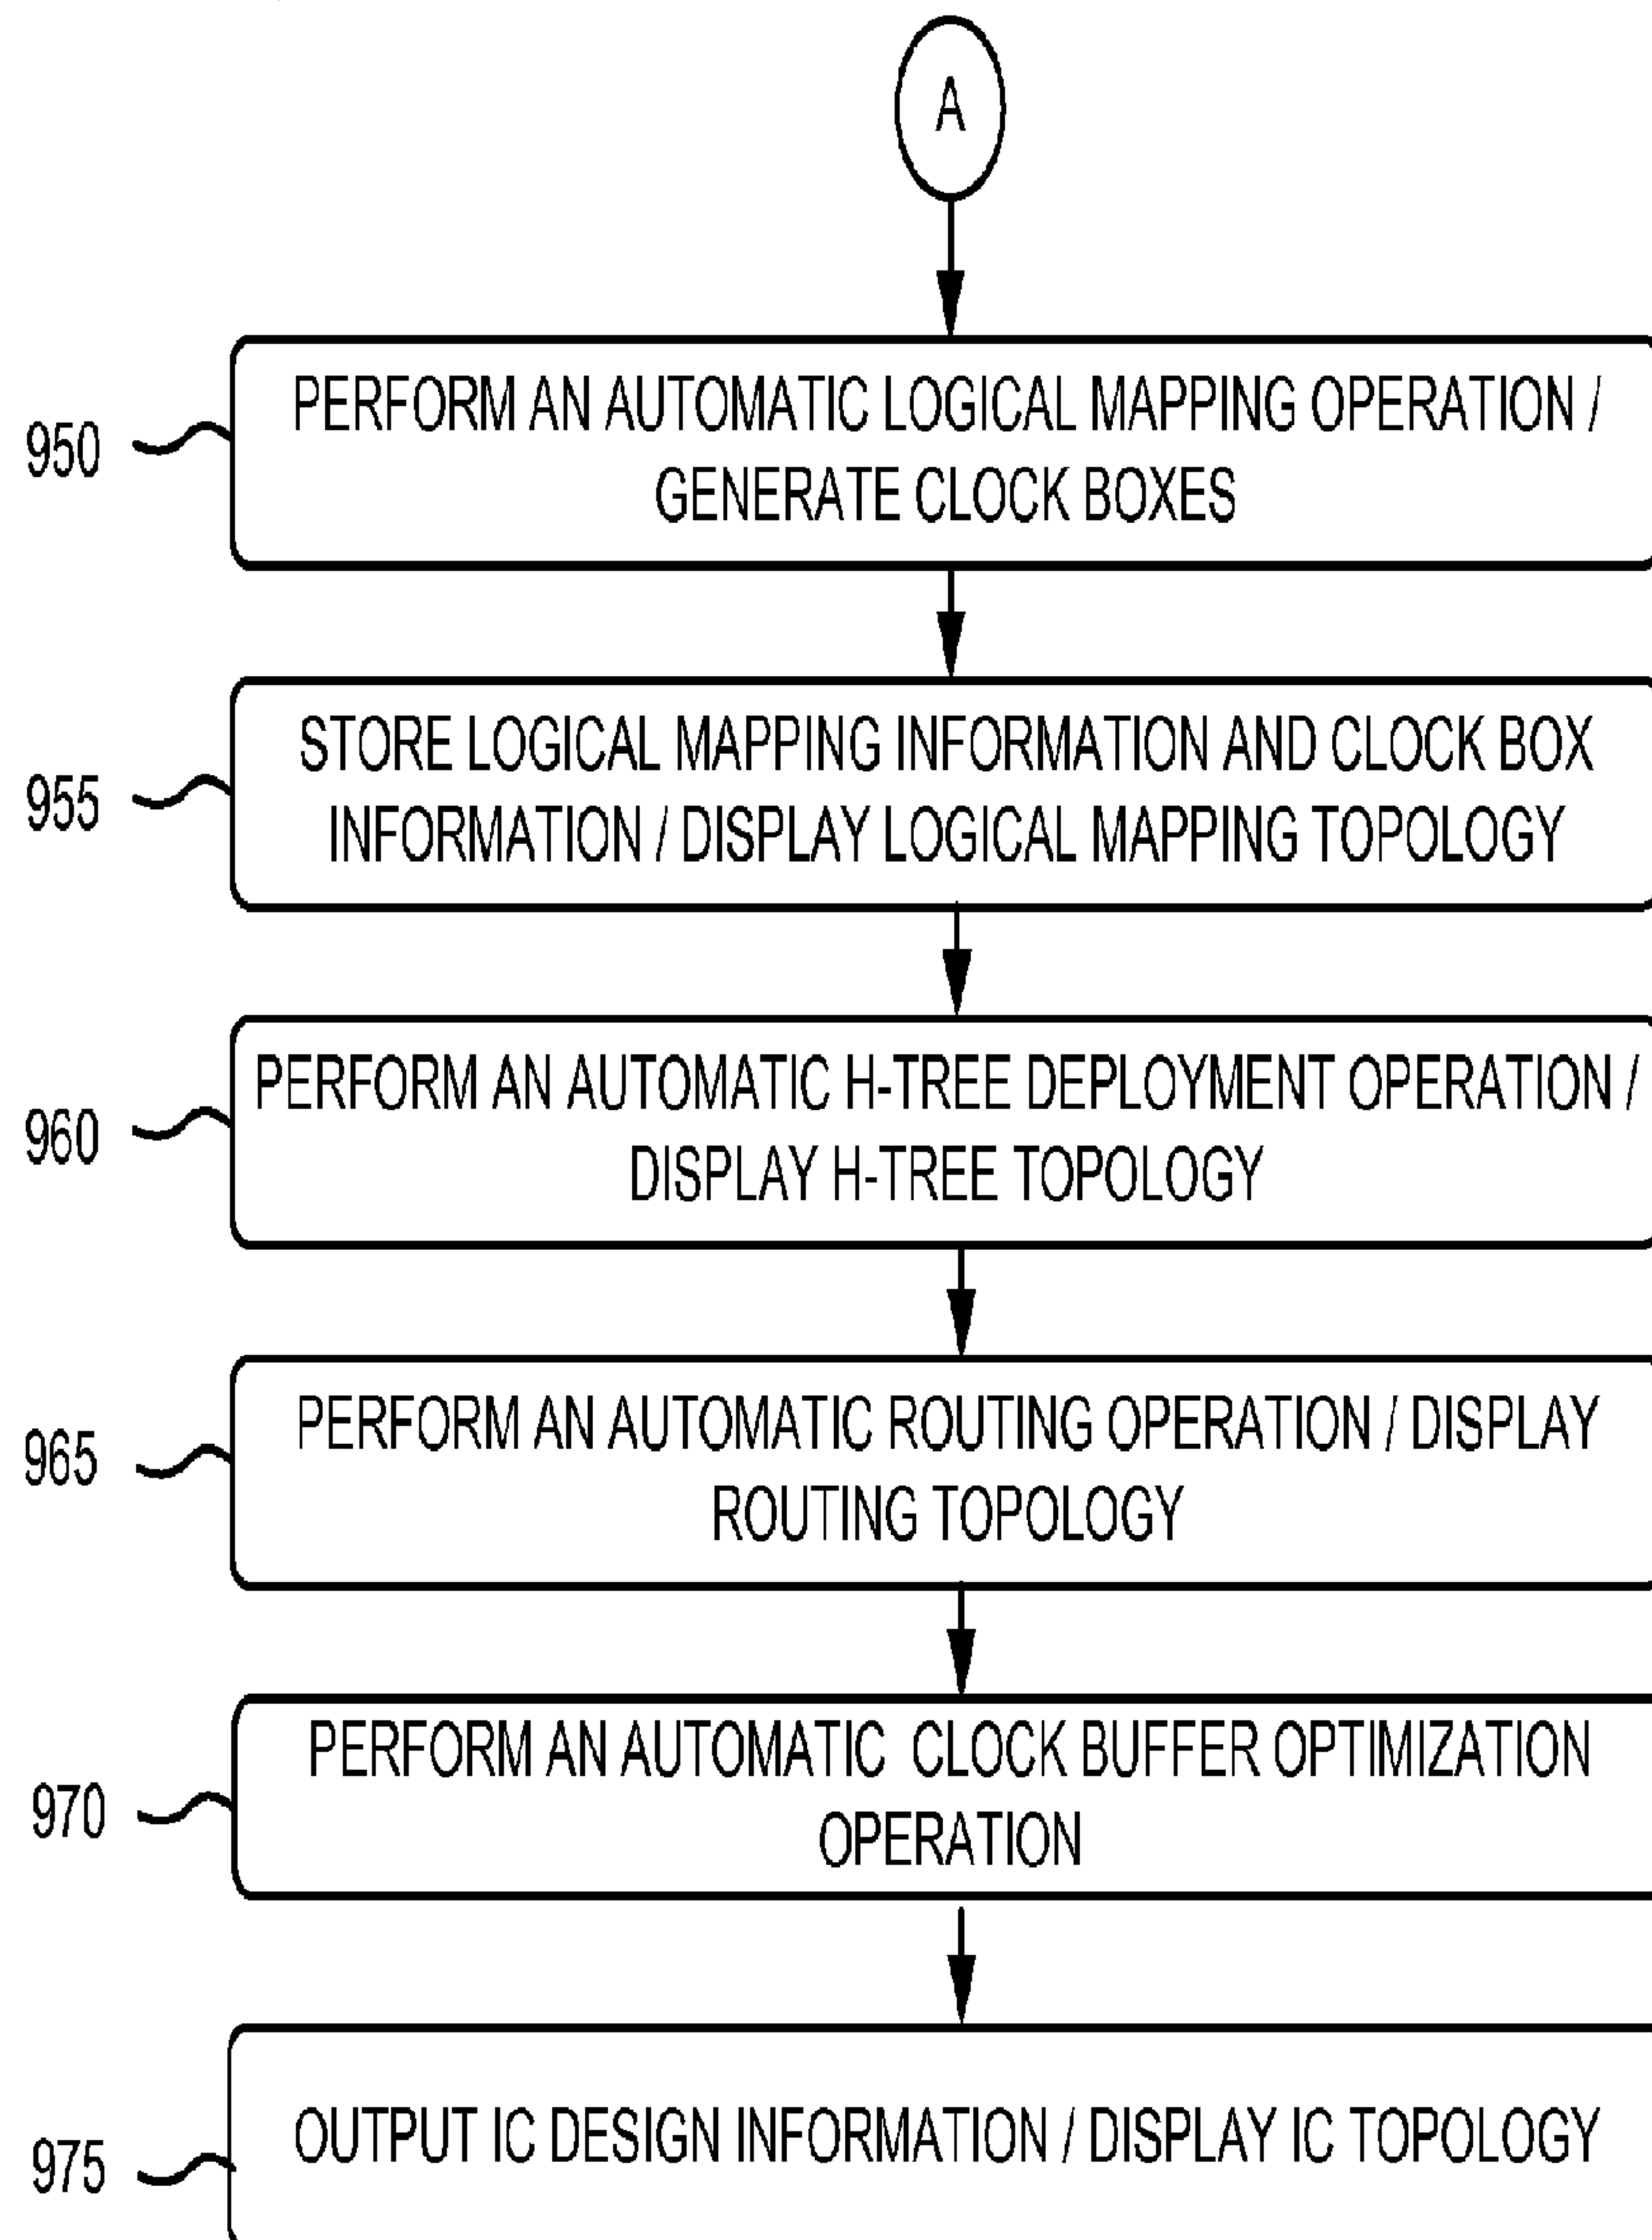 A
PERFORM AN AUTOMATIC LOGICAL MAPPING OPERATION /
GENERATE CLOCK BOXES
950
STORE LOGICAL MAPPING INFORMATION AND CLOCK BOX
INFORMATION / DISPLAY LOGICAL MAPPING TOPOLOGY
955
PERFORM AN AUTOMATIC H-TREE DEPLOYMENT OPERATION /
DISPLAY H-TREE TOPOLOGY
960
PERFORM AN AUTOMATIC ROUTING OPERATION / DISPLAY
ROUTING TOPOLOGY
965
PERFORM AN AUTOMATIC CLOCK BUFFER OPTIMIZATION
OPERATION
970
OUTPUT IC DESIGN INFORMATION / DISPLAY IC TOPOLOGY
975